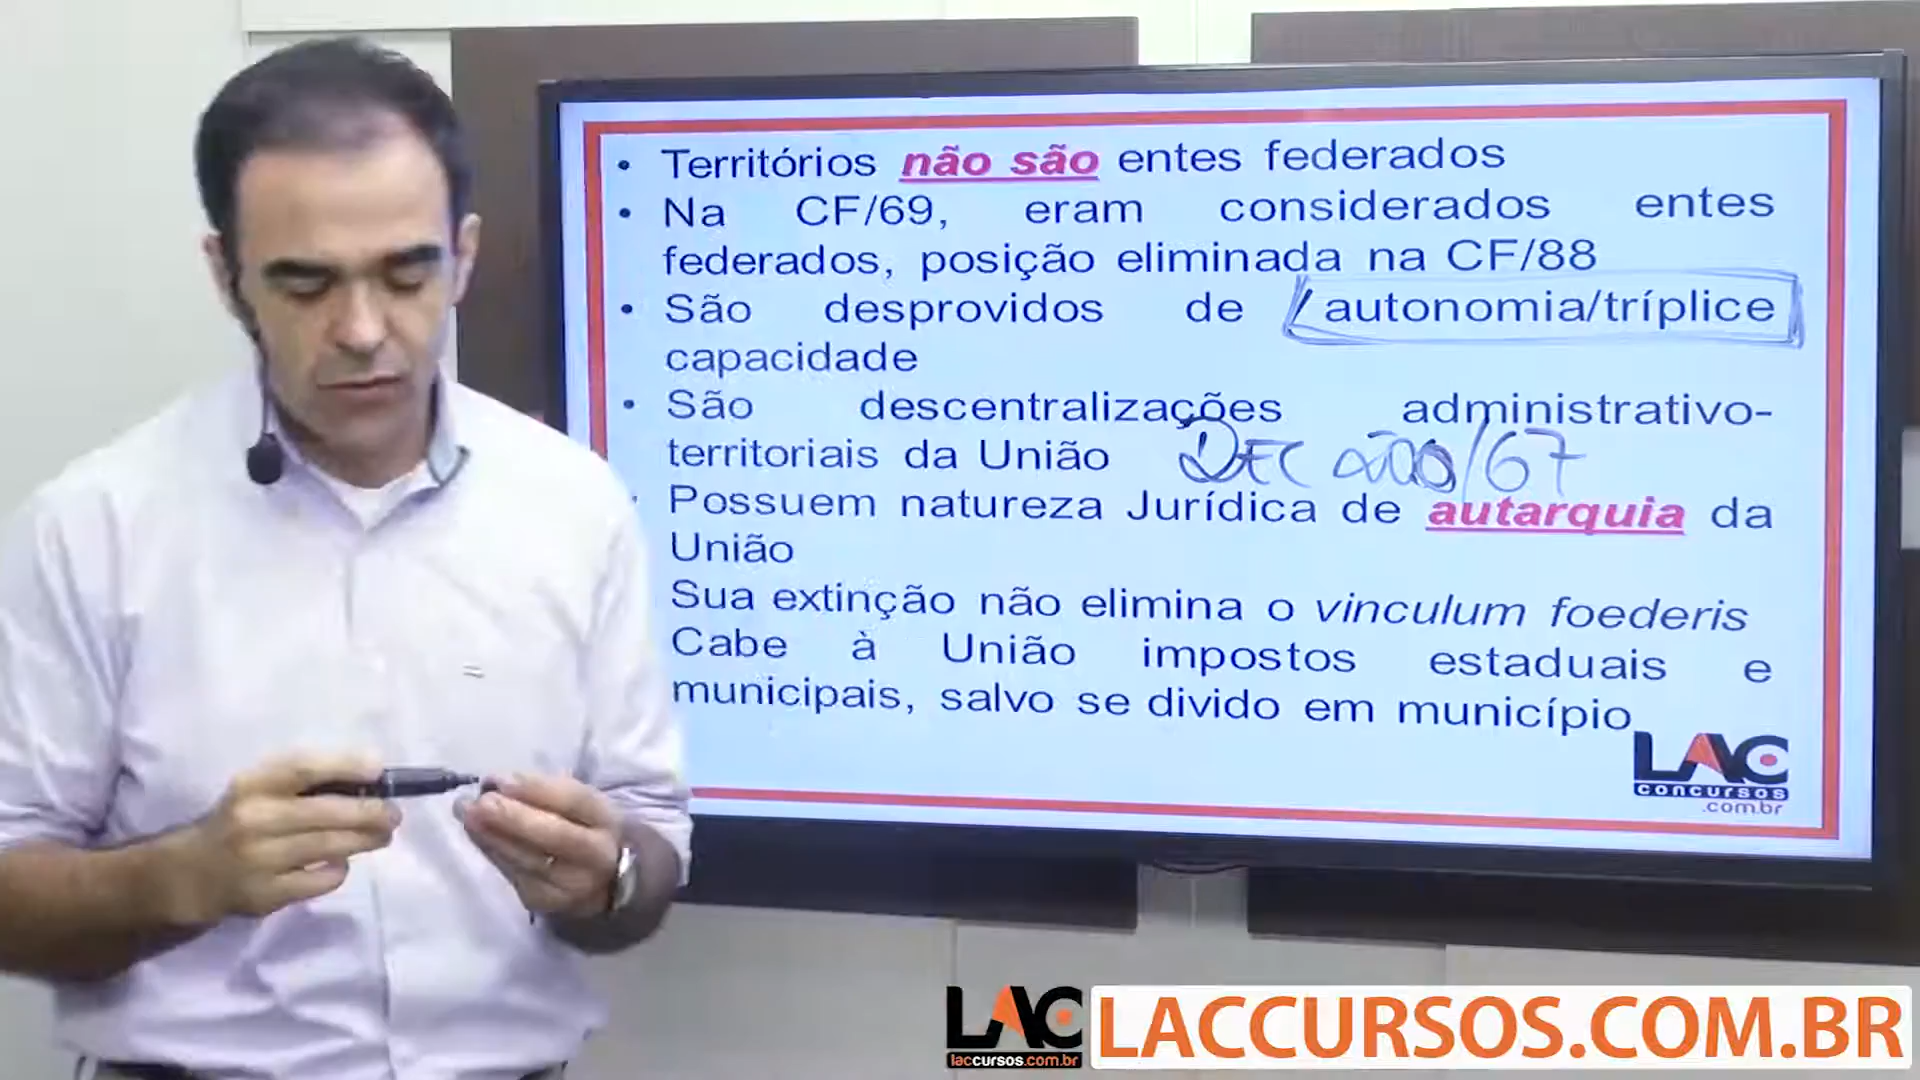 • Territórios não são entes federados
• Na CF/69, eram considerados entes
federados, posição eliminada na CF/88
• São desprovidos de autonomia/tríplice
capacidade
• São descentralizações administrativo-
territoriais da União DEC 200/67
Possuem natureza Jurídica de autarquia da
União
Sua extinção não elimina o vinculum foederis
Cabe à União impostos estaduais e
municipais, salvo se divido em município
LAC
concursos
.com.br
LAC
laccursos.com.br
LACCURSOS.COM.BR